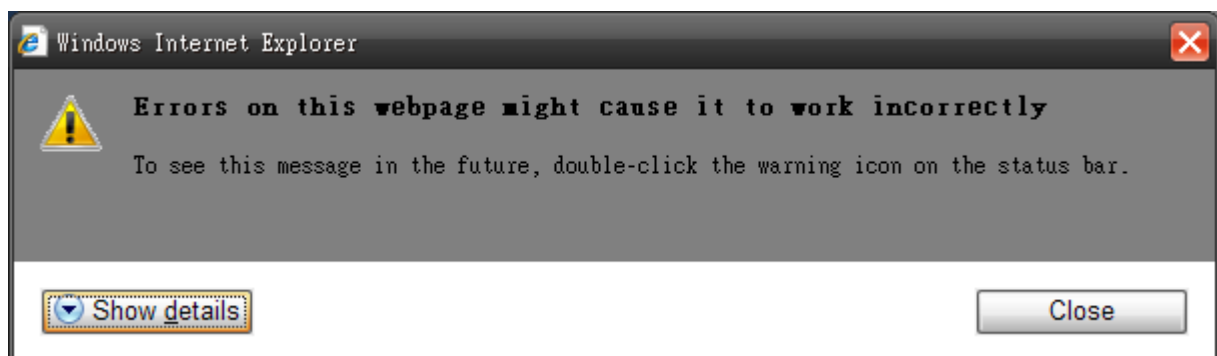 Windows Internet Explorer
Errors on this webpage might cause it to work incorrectly
To see this message in the future, double-click the warning icon on the status bar.
Show details
Close